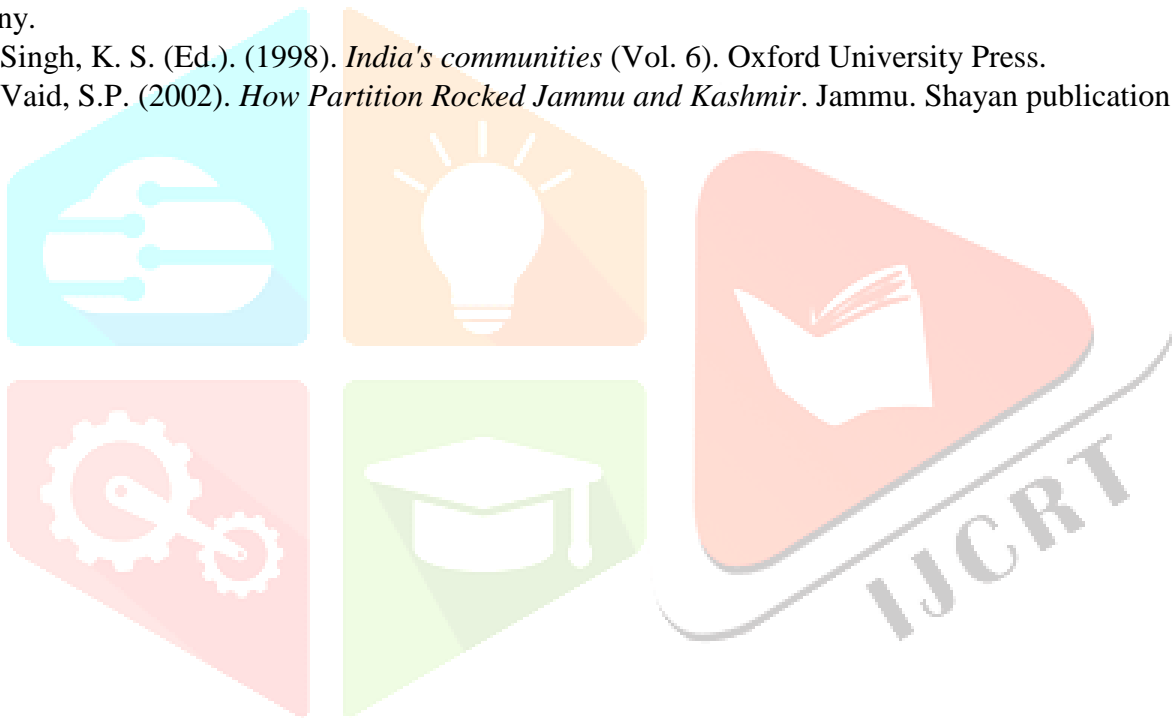 ny.
Singh, K. S. (Ed.). (1998). India's communities (Vol. 6). Oxford University Press.
Vaid, S.P. (2002). How Partition Rocked Jammu and Kashmir. Jammu. Shayan publication
IJCRT